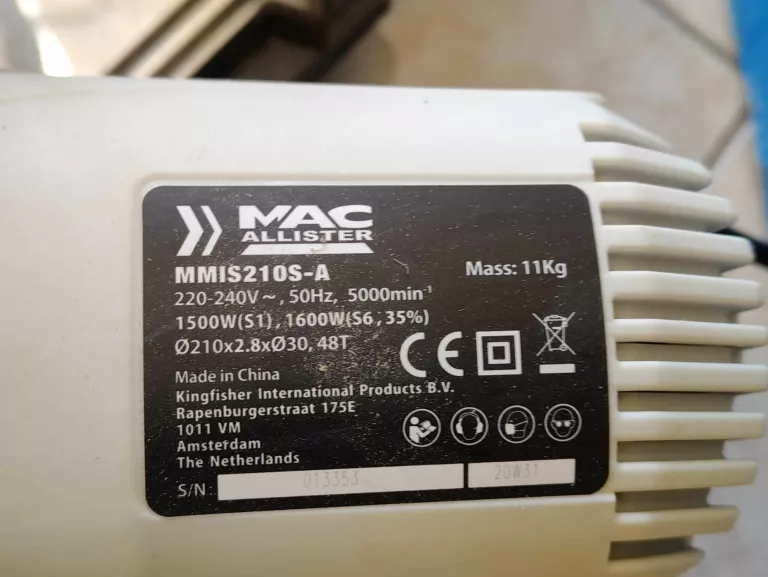 MAC
ALLISTER
MMIS210S-A
Mass: 11Kg
220-240V~, 50Hz, 5000min⁻¹
1500W(S1), 1600W(S6, 35%)
Ø210x2.8xØ30, 48T
CE
Made in China
Kingfisher International Products B.V.
Rapenburgerstraat 175E
1011 VM
Amsterdam
The Netherlands
S/N 013353 20W31